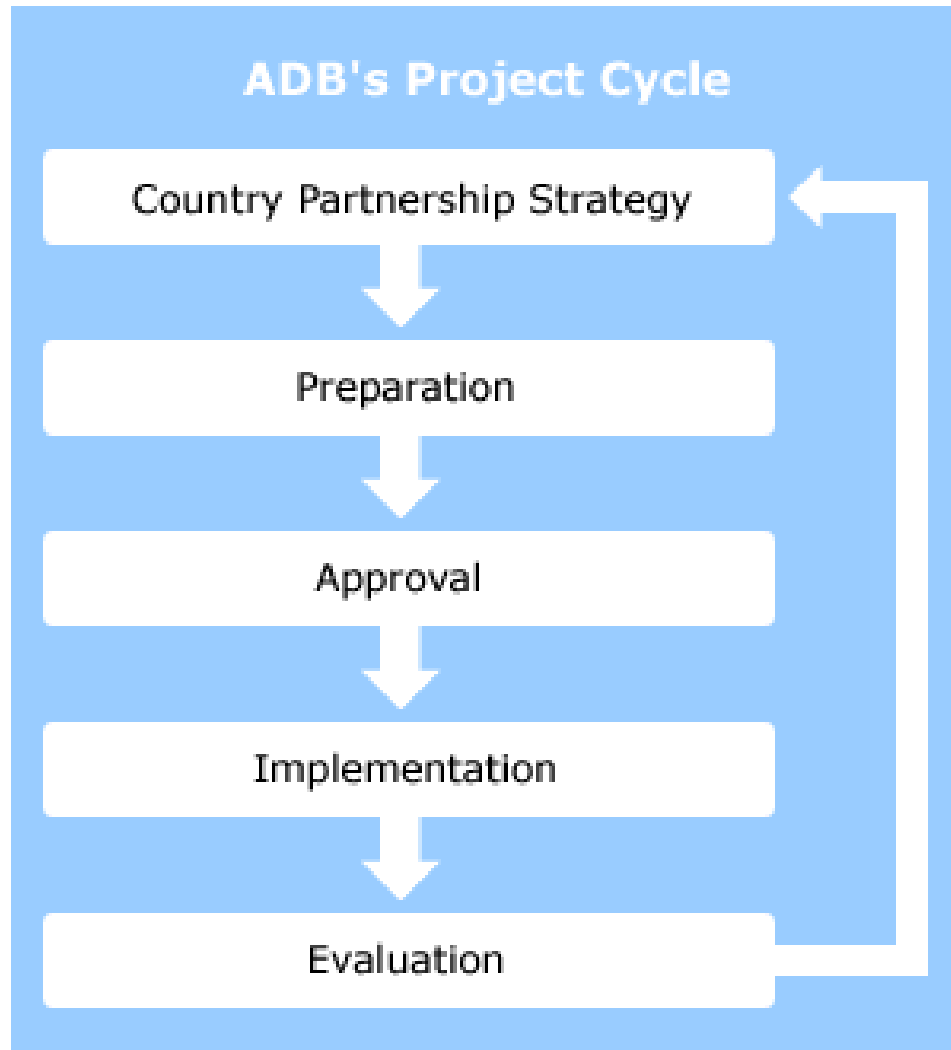 ADB's Project Cycle
Country Partnership Strategy
Preparation
Approval
Implementation
Evaluation